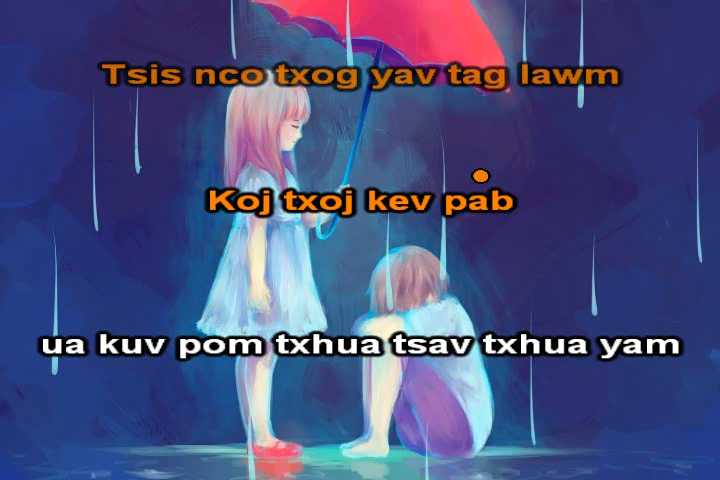 Tsis nco txog yav tag lawm
Koj txoj kev pab
ua kuv pom txhua tsav txhua yam